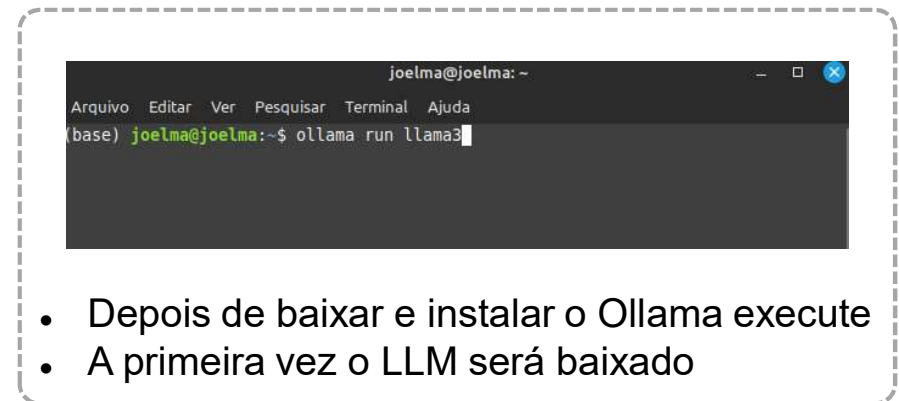 joelma@joelma: ~
Arquivo Editar Ver Pesquisar Terminal Ajuda
(base) joelma@joelma:~$ ollama run llama3
• Depois de baixar e instalar o Ollama execute
• A primeira vez o LLM será baixado